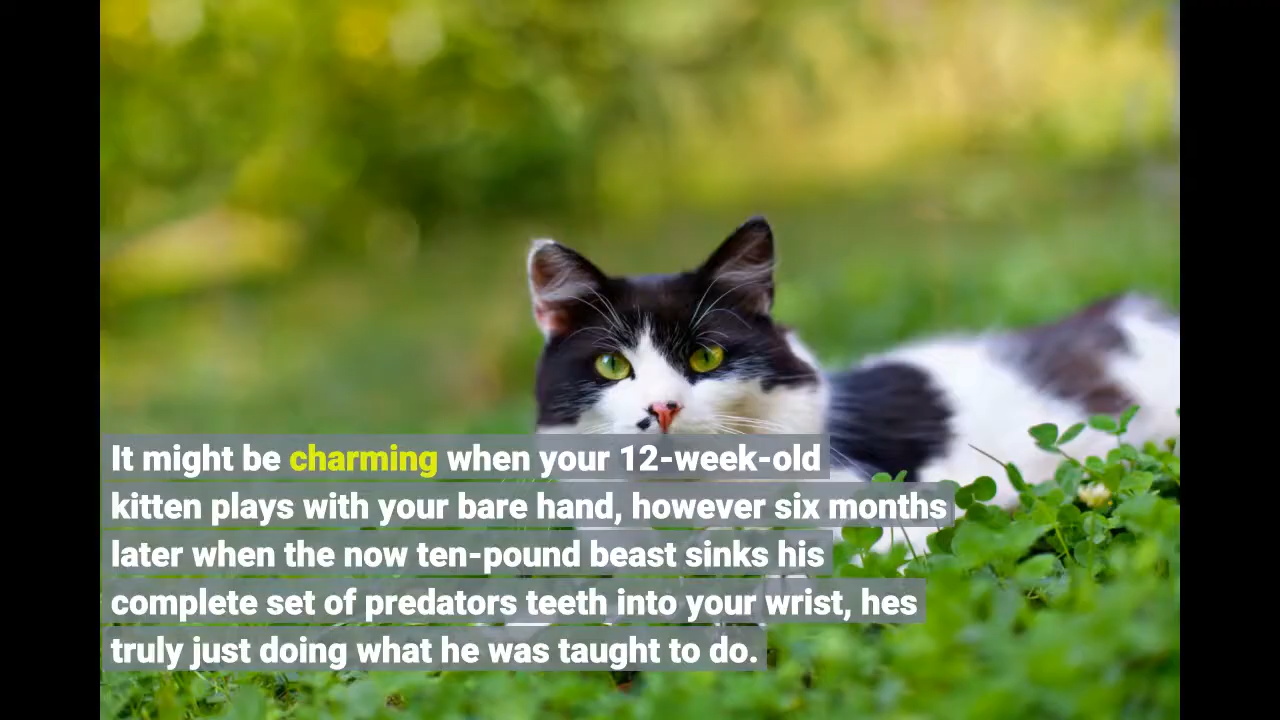 It might be charming when your 12-week-old
kitten plays with your bare hand, however six months
later when the now ten-pound beast sinks his
complete set of predators teeth into your wrist, hes
truly just doing what he was taught to do.